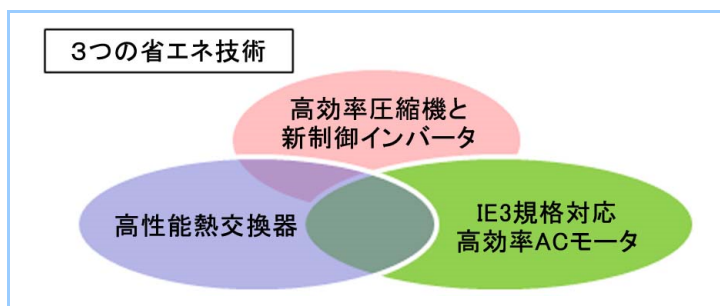 3つの省エネ技術
高効率圧縮機と
新制御インバータ
高性能熱交換器
IE3規格対応
高効率ACモータ